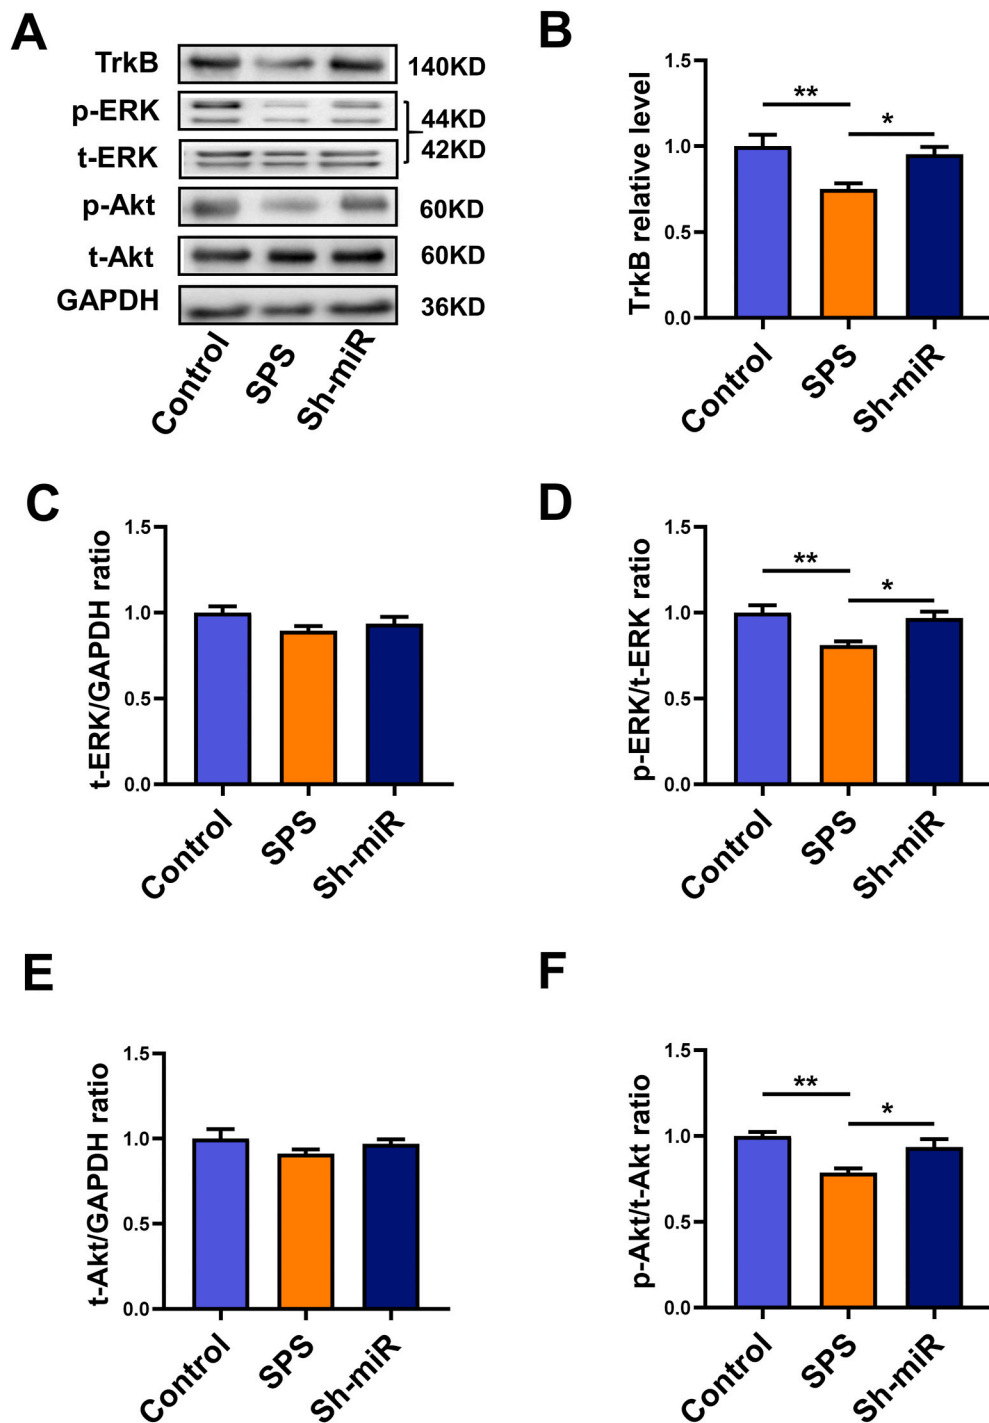 A
TrkB 140KD
p-ERK 44KD
t-ERK 42KD
p-Akt 60KD
t-Akt 60KD
GAPDH 36KD
Control SPS Sh-miR
B
TrkB relative level
1.5
1.0
0.5
0.0
** *
Control SPS Sh-miR
C
t-ERK/GAPDH ratio
1.5
1.0
0.5
0.0
Control SPS Sh-miR
D
p-ERK/t-ERK ratio
1.5
1.0
0.5
0.0
** *
Control SPS Sh-miR
E
t-Akt/GAPDH ratio
1.5
1.0
0.5
0.0
Control SPS Sh-miR
F
p-Akt/t-Akt ratio
1.5
1.0
0.5
0.0
** *
Control SPS Sh-miR